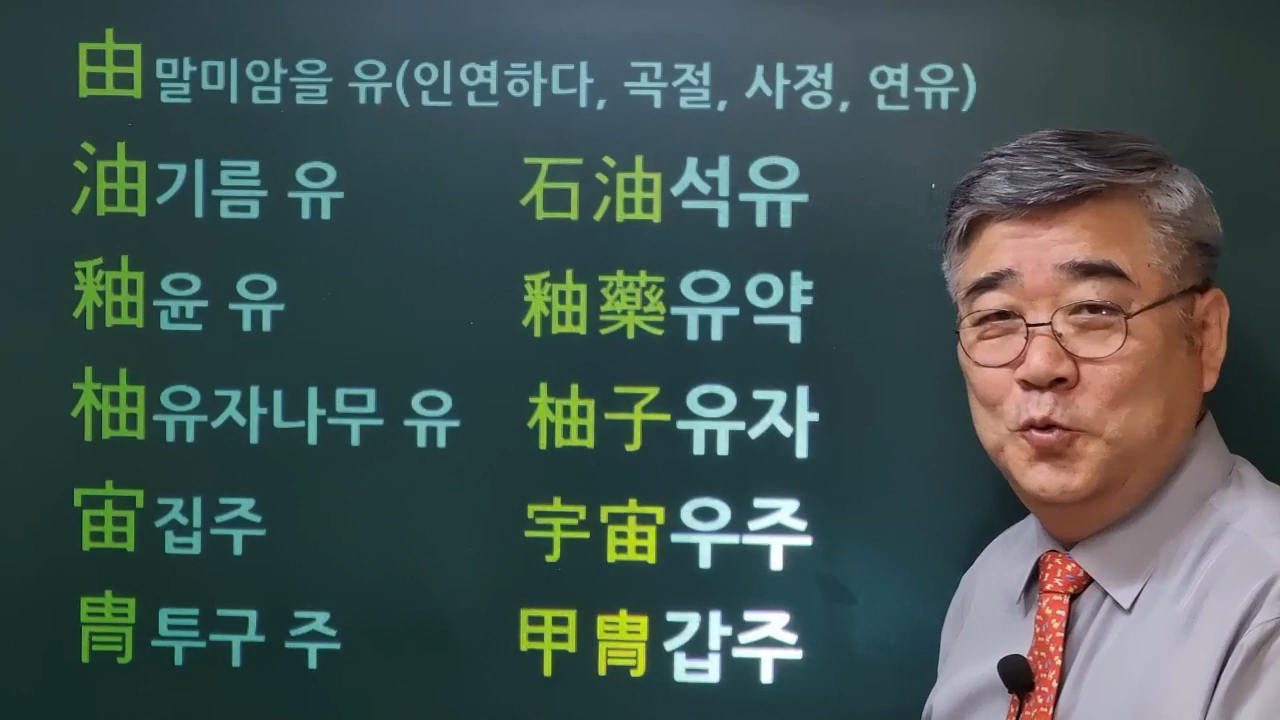 由 말미암을 유(인연하다, 곡절, 사정, 연유)
油 기름 유 石油 석유
釉 윤 유 釉藥 유약
柚 유자나무 유 柚子 유자
宙 집주 宇宙 우주
胄 투구 주 甲胄 갑주